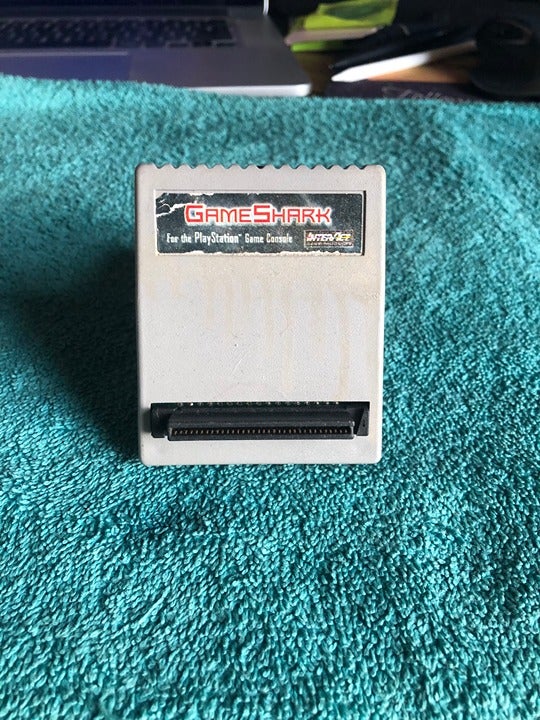 GAMESHARK
For the PlayStation™ Game Console
INTERACT